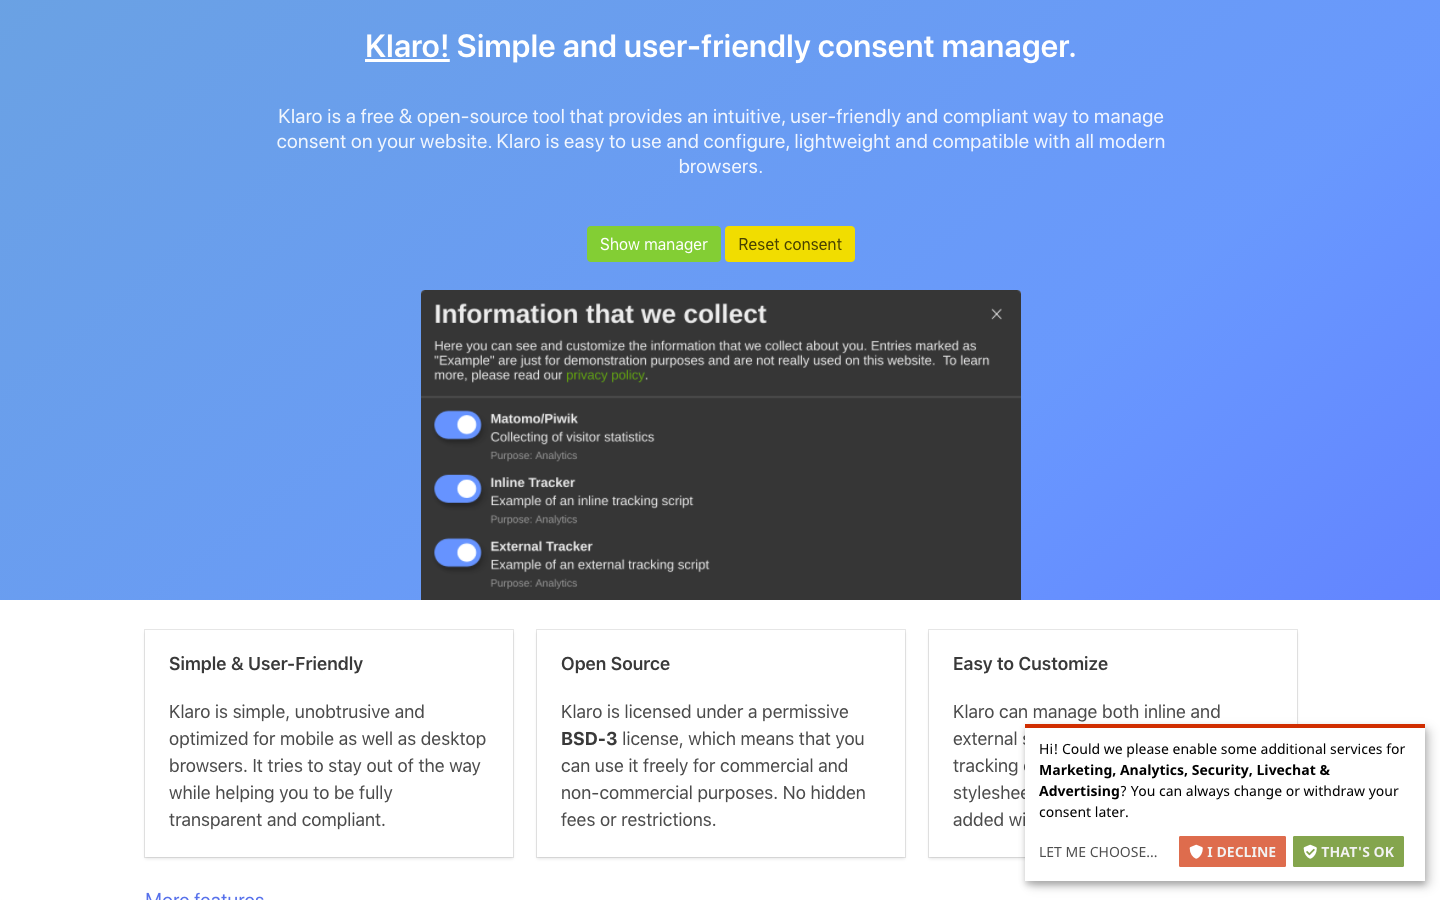 Klaro! Simple and user-friendly consent manager.
Klaro is a free & open-source tool that provides an intuitive, user-friendly and compliant way to manage
consent on your website. Klaro is easy to use and configure, lightweight and compatible with all modern
browsers.
Show manager
Reset consent
Information that we collect
Here you can see and customize the information that we collect about you. Entries marked as
"Example" are just for demonstration purposes and are not really used on this website. To learn
more, please read our privacy policy.
Matomo/Piwik
Collecting of visitor statistics
Purpose: Analytics
Inline Tracker
Example of an inline tracking script
Purpose: Analytics
External Tracker
Example of an external tracking script
Purpose: Analytics
Simple & User-Friendly
Klaro is simple, unobtrusive and
optimized for mobile as well as desktop
browsers. It tries to stay out of the way
while helping you to be fully
transparent and compliant.
Open Source
Klaro is licensed under a permissive
BSD-3 license, which means that you
can use it freely for commercial and
non-commercial purposes. No hidden
fees or restrictions.
Easy to Customize
Klaro can manage both inline and
external
tracking
added
Hi! Could we please enable some additional services for
Marketing, Analytics, Security, Livechat &
Advertising? You can always change or withdraw your
consent later.
LET ME CHOOSE...
I DECLINE
THAT'S OK
More features